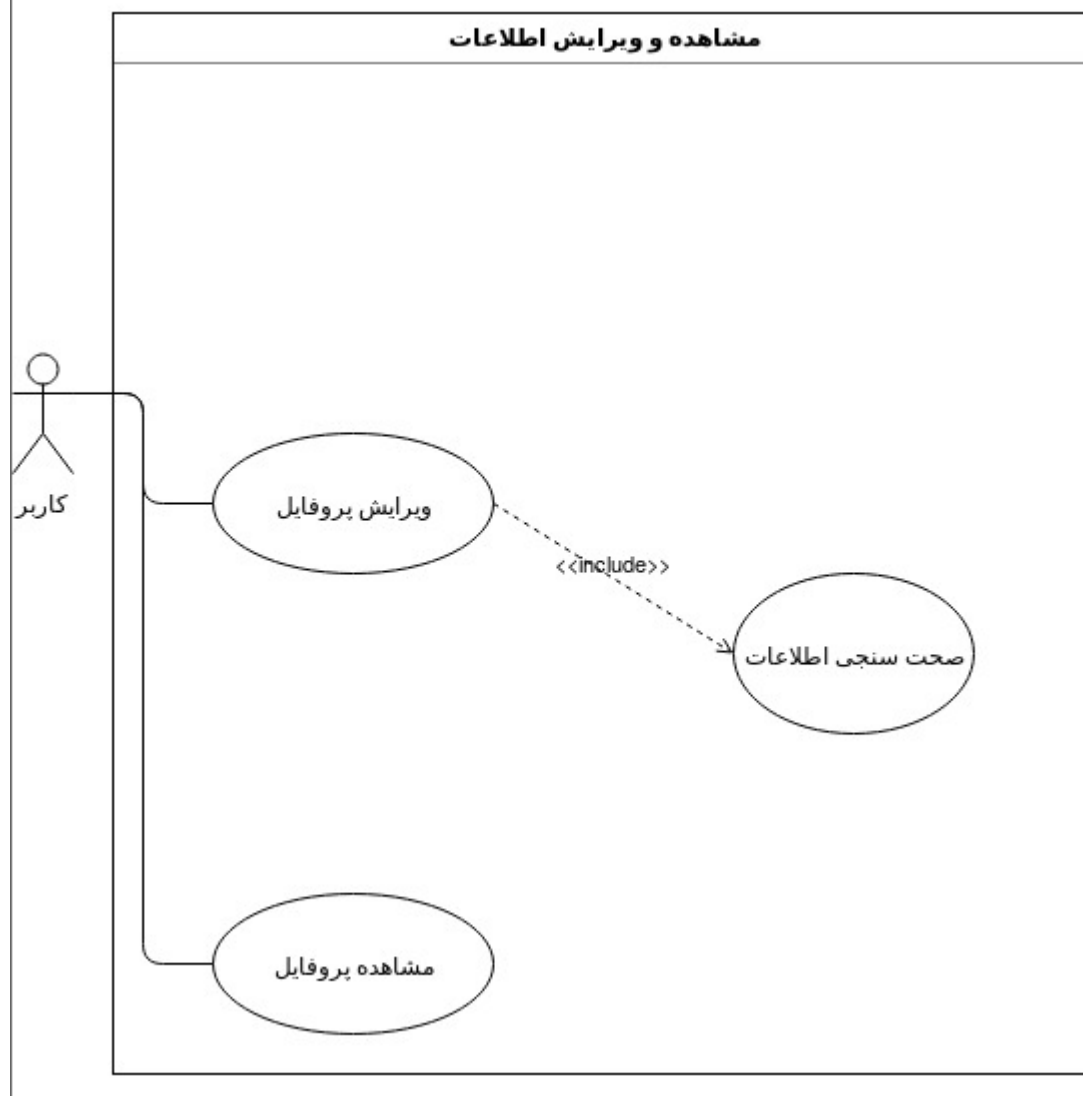 مشاهده و ویرایش اطلاعات
کاربر
ویرایش پروفایل
<<include>>
صحت سنجی اطلاعات
مشاهده پروفایل